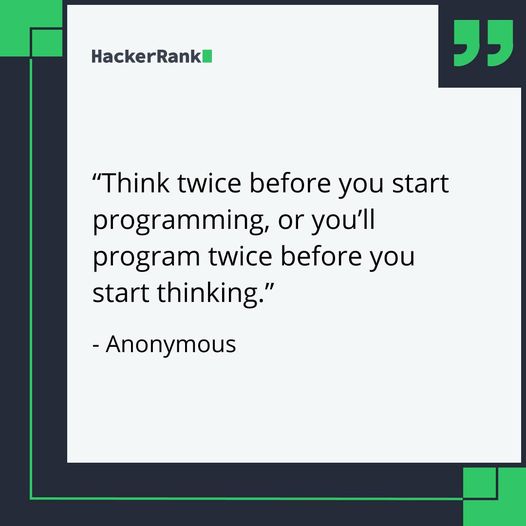 HackerRank
“Think twice before you start
programming, or you’ll
program twice before you
start thinking.”
- Anonymous